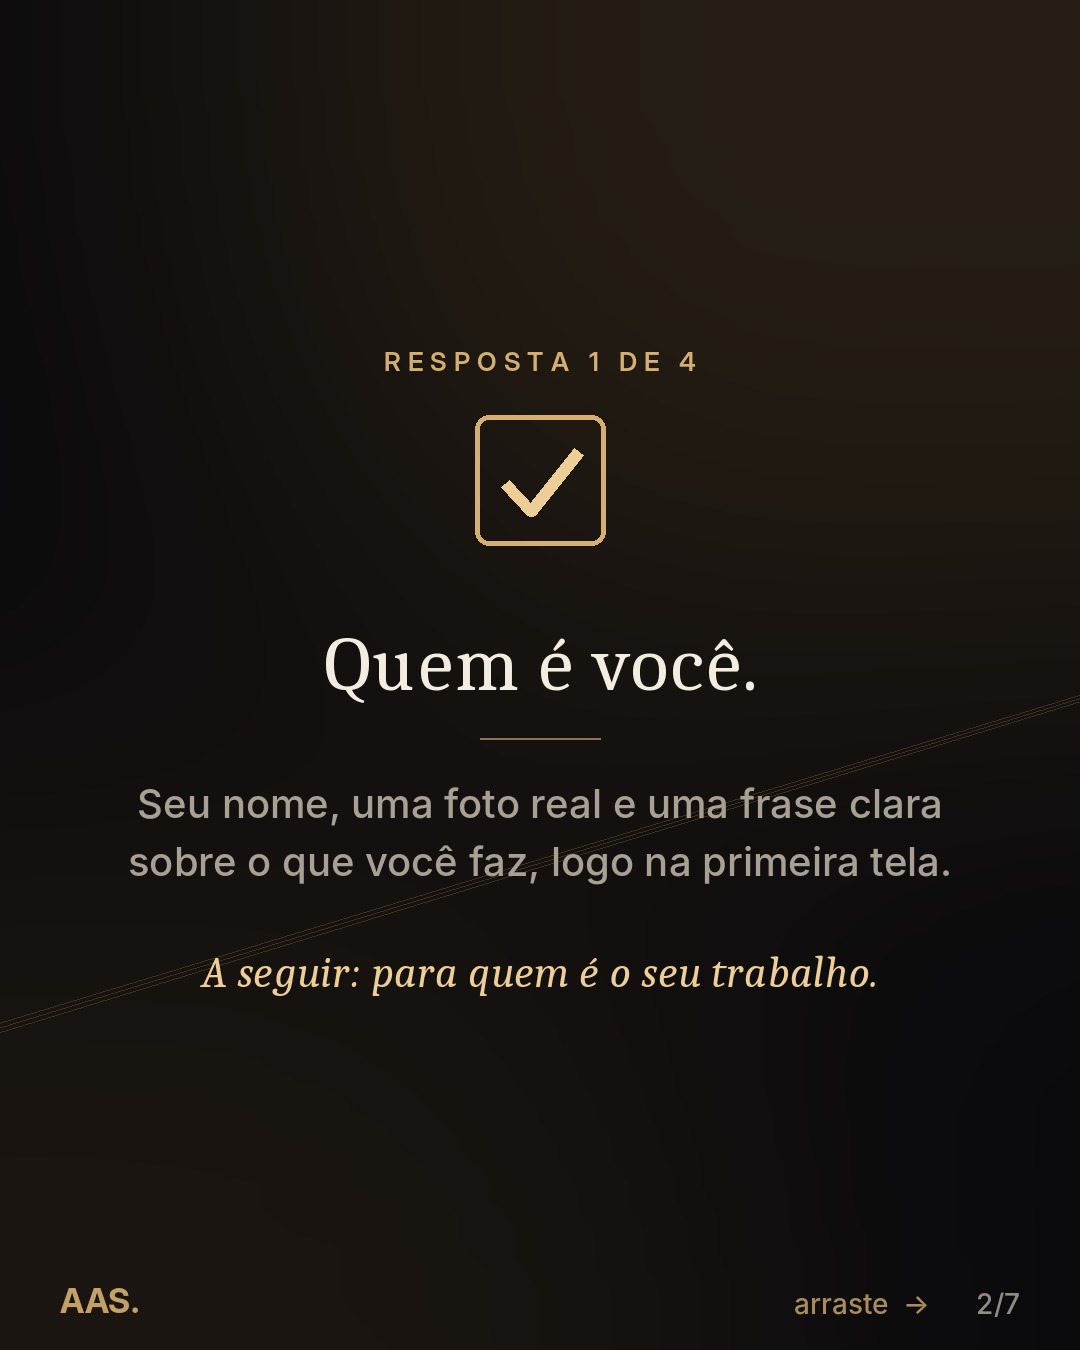 RESPOSTA 1 DE 4
Quem é você.
Seu nome, uma foto real e uma frase clara
sobre o que você faz, logo na primeira tela.
A seguir: para quem é o seu trabalho.
AAS.
arraste → 2/7